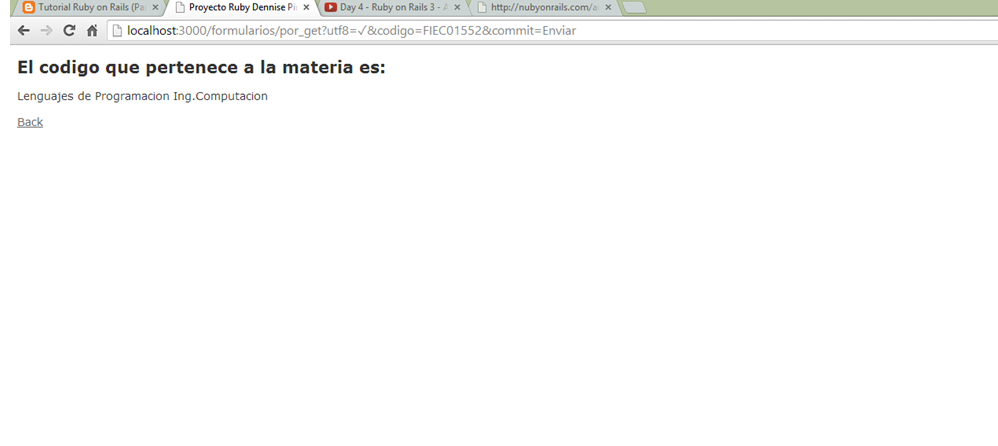 Tutorial Ruby on Rails (Pa
Proyecto Ruby Dennise Pi
Day 4 - Ruby on Rails 3 - A
http://rubyonrails.com/a
localhost:3000/formularios/por_get?utf8=✓&codigo=FIEC01552&commit=Enviar
El codigo que pertenece a la materia es:
Lenguajes de Programacion Ing.Computacion
Back